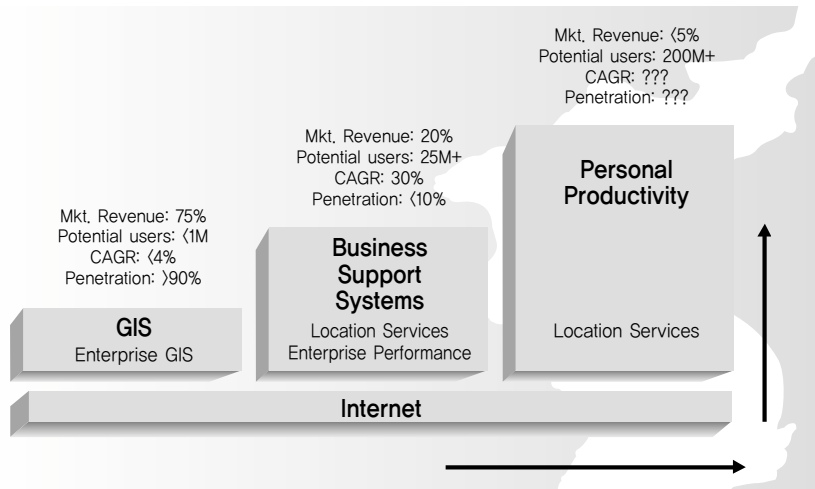 Mkt. Revenue: <5%
Potential users: 200M+
CAGR: ???
Penetration: ???
Mkt. Revenue: 20%
Potential users: 25M+
CAGR: 30%
Penetration: <10%
Mkt. Revenue: 75%
Potential users: <1M
CAGR: <4%
Penetration: >90%
Personal
Productivity
Location Services
Business
Support
Systems
Location Services
Enterprise Performance
GIS
Enterprise GIS
Internet